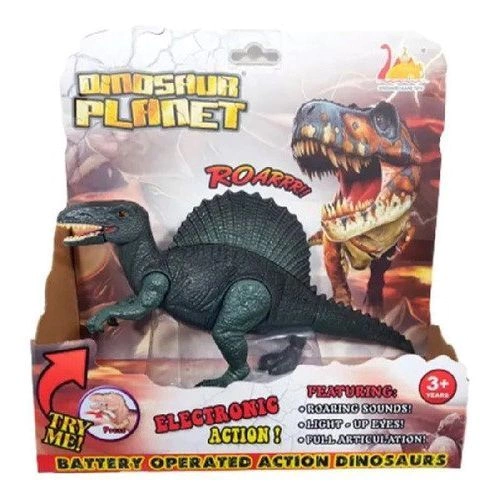 DINOSAUR
PLANET
ROARRR!!
TRY
ME!
Press
ELECTRONIC
ACTION!
FEATURING:
• ROARING SOUNDS!
• LIGHT - UP EYES!
• FULL ARTICULATION!
3+
YEARS
BATTERY OPERATED ACTION DINOSAURS